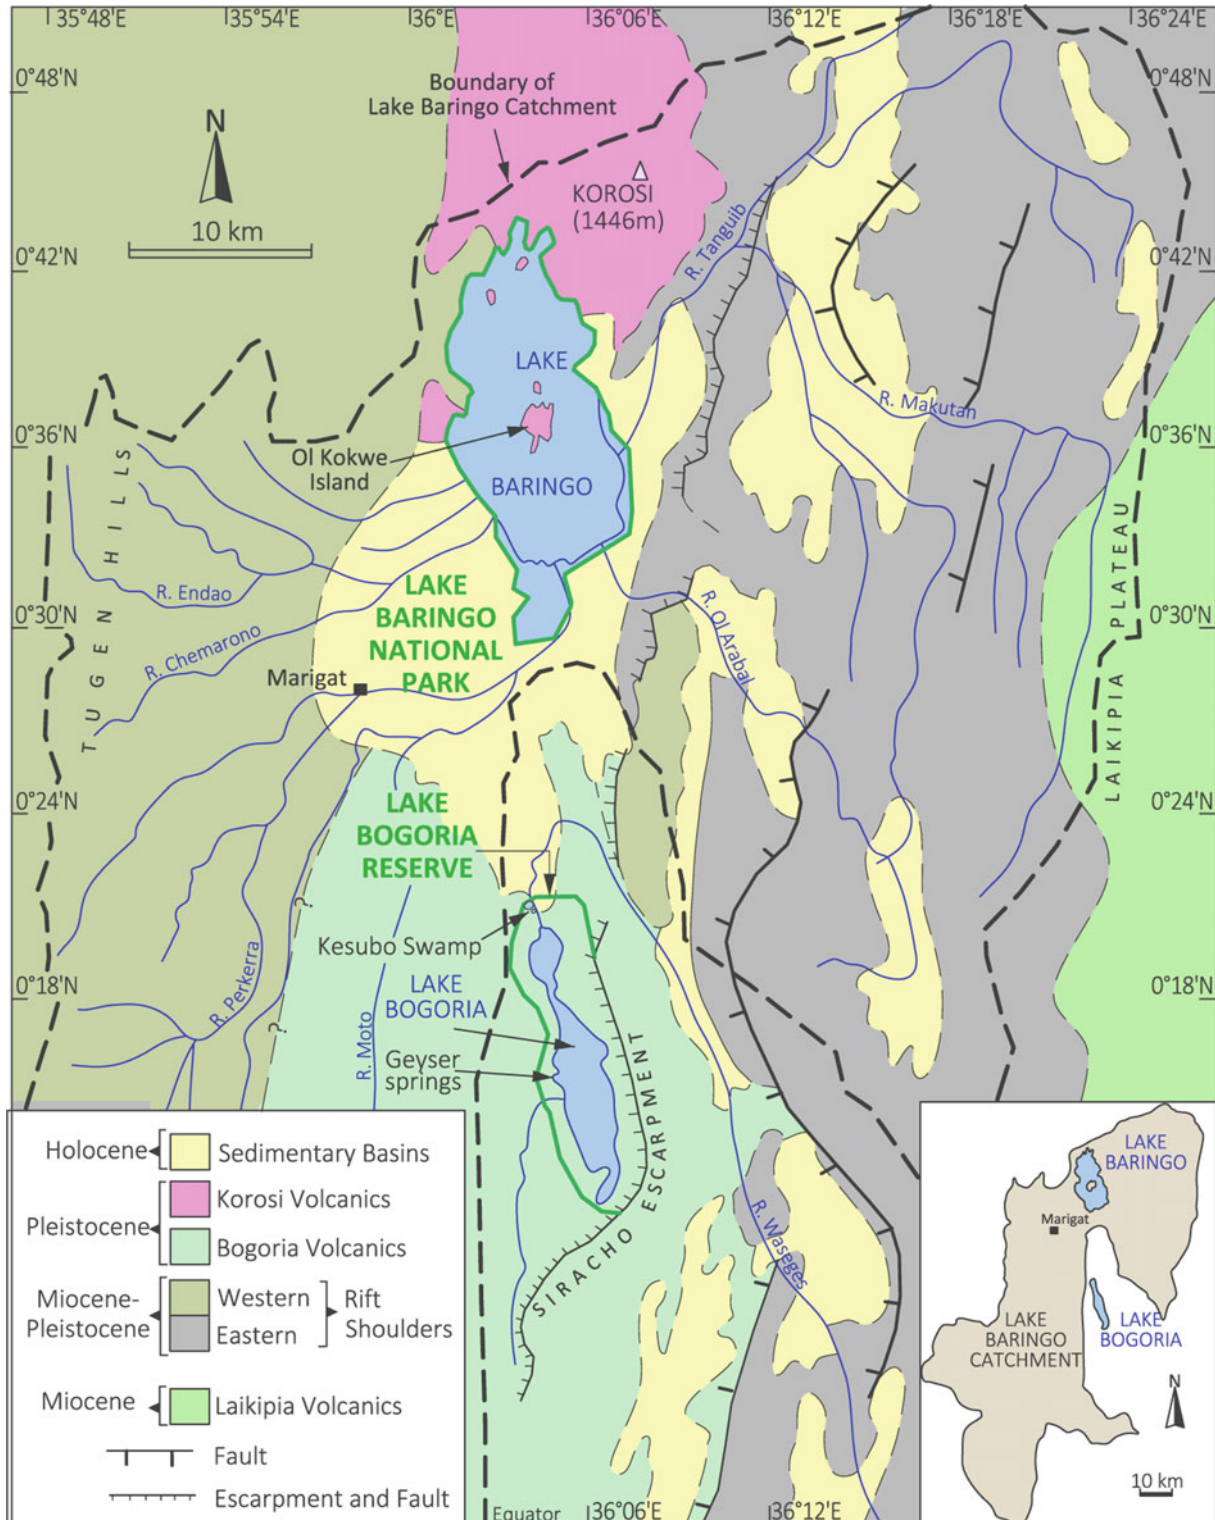 35°48'E
35°54'E
36°E
36°06'E
36°12'E
36°18'E
36°24'E
0°48'N
0°48'N
Boundary of
Lake Baringo Catchment
N
KOROSI
(1446m)
10 km
R. Tanguib
0°42'N
0°42'N
LAKE
BARINGO
R. Makutan
0°36'N
0°36'N
Ol Kokwe
Island
TUGEN HILLS
R. Endao
LAKE
BARINGO
NATIONAL
PARK
R. Ol Arabal
LAIKIPIA PLATEAU
0°30'N
0°30'N
R. Chemarono
Marigat
0°24'N
0°24'N
LAKE
BOGORIA
RESERVE
?
Kesubo Swamp
R. Perkerra
LAKE
BOGORIA
0°18'N
0°18'N
?
R. Moto
Geyser
springs
SIRACHO ESCARPMENT
R. Waseges
Holocene
Sedimentary Basins
Pleistocene
Korosi Volcanics
Bogoria Volcanics
Miocene-
Pleistocene
Western
Eastern
Rift
Shoulders
Miocene
Laikipia Volcanics
Fault
Escarpment and Fault
Equator
36°06'E
36°12'E
LAKE
BARINGO
Marigat
LAKE
BARINGO
CATCHMENT
LAKE
BOGORIA
N
10 km